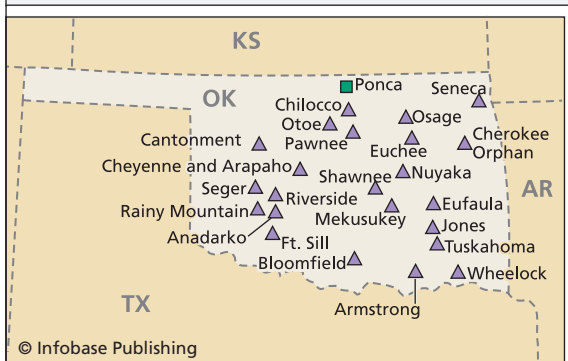 KS
Ponca
Seneca
OK
Chilocco
Otoe
Osage
Pawnee
Cherokee
Orphan
Cantonment
Euchee
Cheyenne and Arapaho
Shawnee
Nuyaka
AR
Seger
Riverside
Eufaula
Rainy Mountain
Mekusukey
Jones
Anadarko
Ft. Sill
Tuskahoma
Bloomfield
Wheelock
TX
Armstrong
© Infobase Publishing